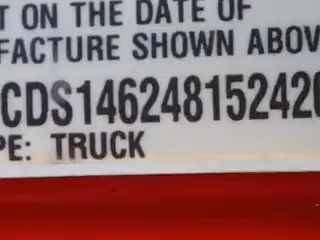 T ON THE DATE OF
FACTURE SHOWN ABOV
CDS14624815242
PE: TRUCK